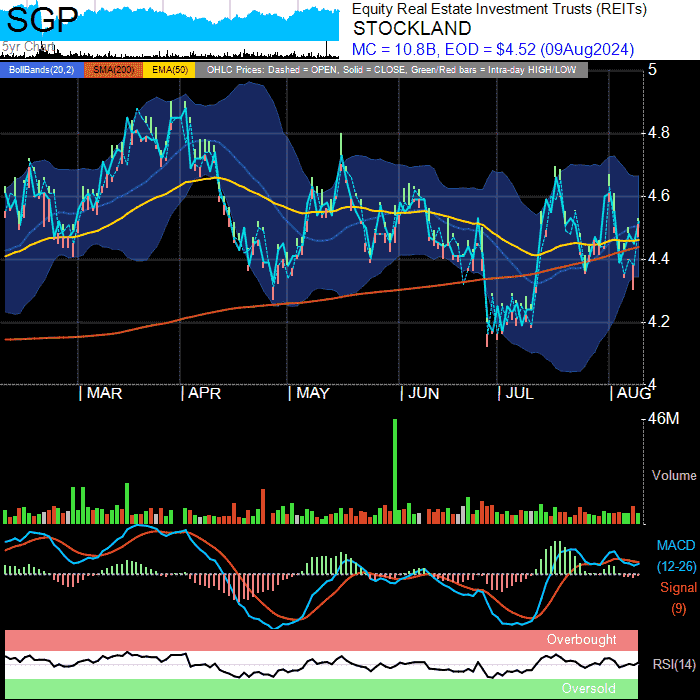 SGP
5yr Chart
Equity Real Estate Investment Trusts (REITs)
STOCKLAND
MC = 10.8B, EOD = $4.52 (09Aug2024)
BollBands(20,2) SMA(200) EMA(50) OHLC Prices: Dashed = OPEN, Solid = CLOSE, Green/Red bars = Intra-day HIGH/LOW
5
4.8
4.6
4.4
4.2
4
| MAR | APR | MAY | JUN | JUL | AUG
46M
Volume
MACD
(12-26)
Signal
(9)
Overbought
RSI(14)
Oversold